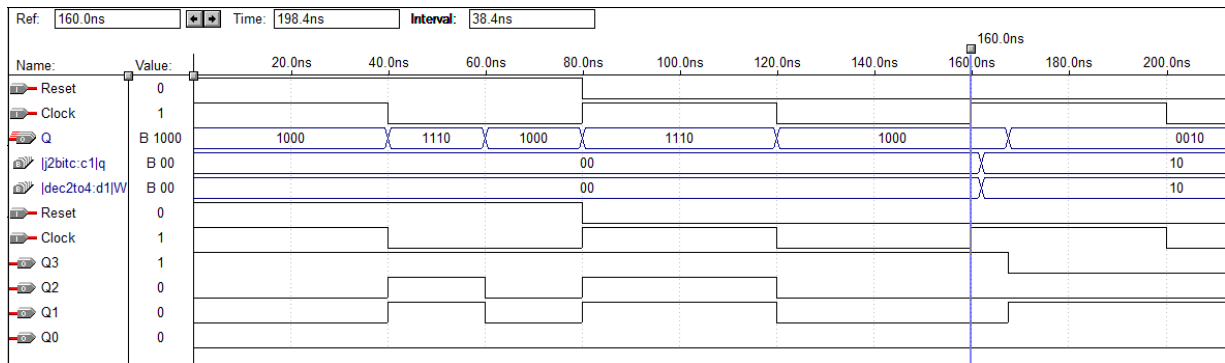 Ref: 160.0ns Time: 198.4ns Interval: 38.4ns
160.0ns
Name: Value: 20.0ns 40.0ns 60.0ns 80.0ns 100.0ns 120.0ns 140.0ns 160.0ns 180.0ns 200.0ns
Reset 0
Clock 1
Q B 1000 1000 1110 1000 1110 1000 0010
|j2bitc:c1|q B 00 00 10
|dec2to4:d1|W B 00 00 10
Reset 0
Clock 1
Q3 1
Q2 0
Q1 0
Q0 0